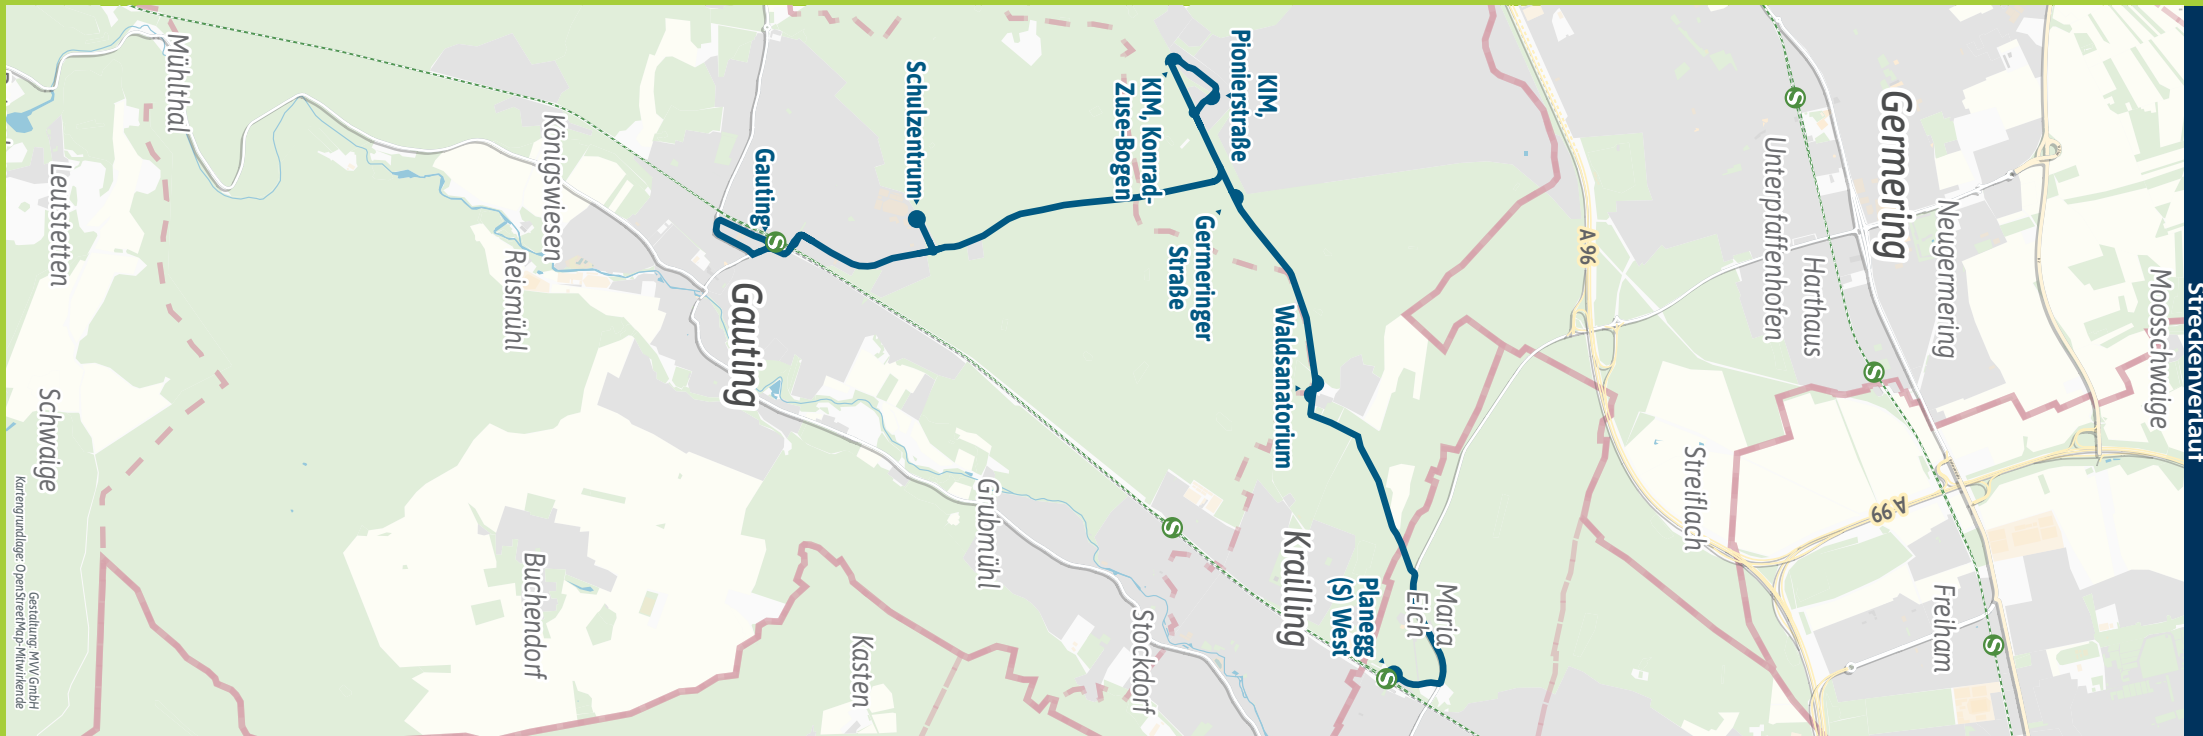 Streckenverlauf
Moosschwaige
Germering
Neugermering
Harthaus
Unterpfaffenhofen
Freiham
A 99
Streiflach
A 96
KIM,
Pionierstraße
KIM, Konrad-
Zuse-Bogen
Germeringer
Straße
Waldsanatorium
Maria
Eich
Planegg
(S) West
Krailling
Stockdorf
Grubmühl
Schulzentrum
Gauting
Gauting
Kasten
Königswiesen
Reismühl
Buchendorf
Mühlthal
Leutstetten
Schwaige
Gestaltung: MVV GmbH
Kartengrundlage: OpenStreetMap-Mitwirkende
S
S
S
S
S
S